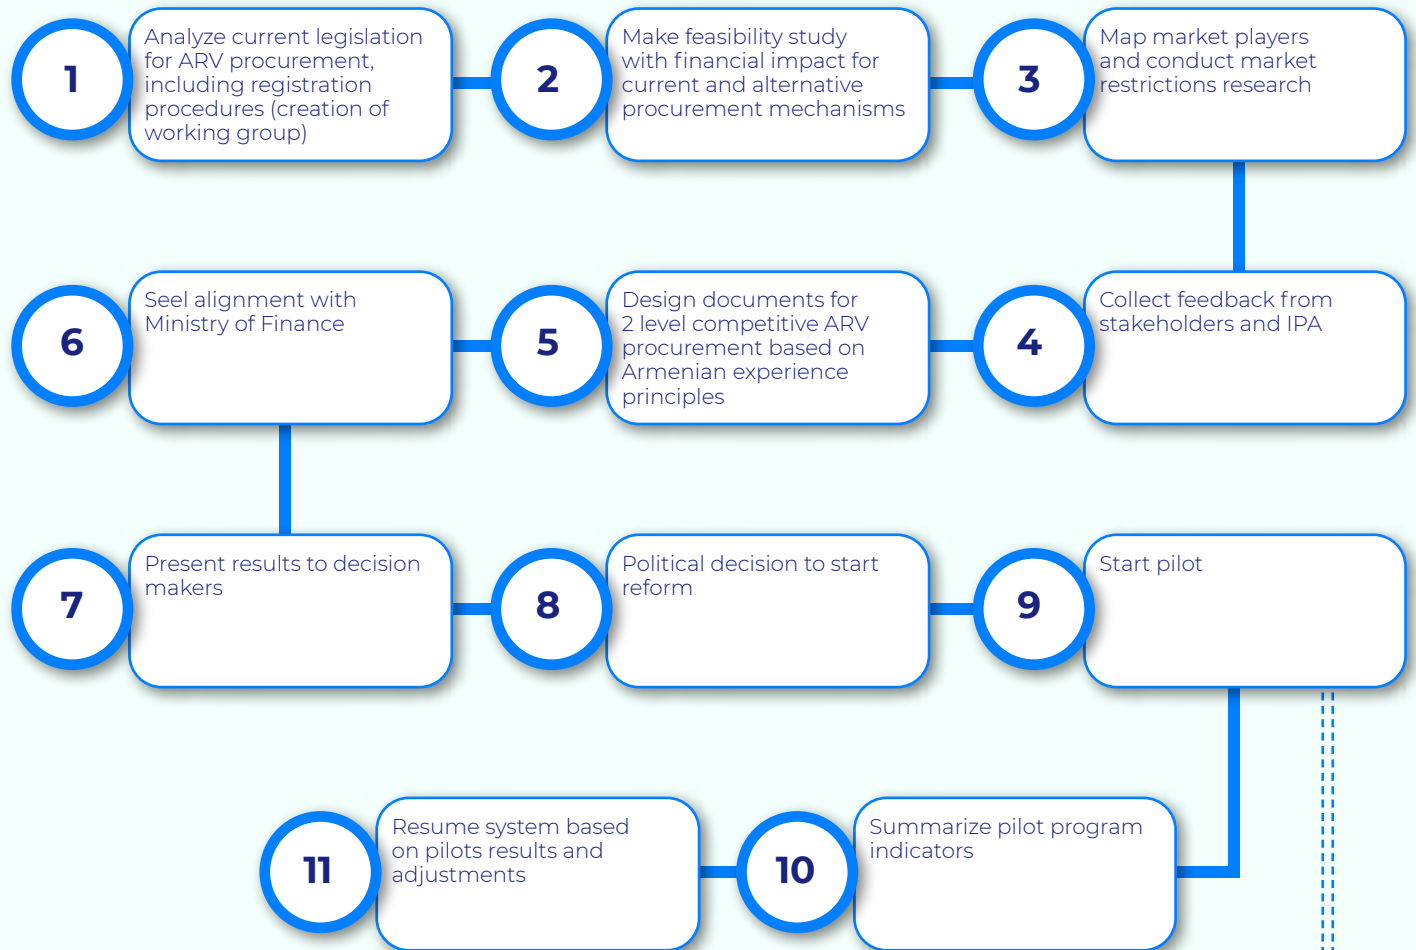 1
Analyze current legislation
for ARV procurement,
including registration
procedures (creation of
working group)
2
Make feasibility study
with financial impact for
current and alternative
procurement mechanisms
3
Map market players
and conduct market
restrictions research
4
Collect feedback from
stakeholders and IPA
5
Design documents for
2 level competitive ARV
procurement based on
Armenian experience
principles
6
Seel alignment with
Ministry of Finance
7
Present results to decision
makers
8
Political decision to start
reform
9
Start pilot
10
Summarize pilot program
indicators
11
Resume system based
on pilots results and
adjustments